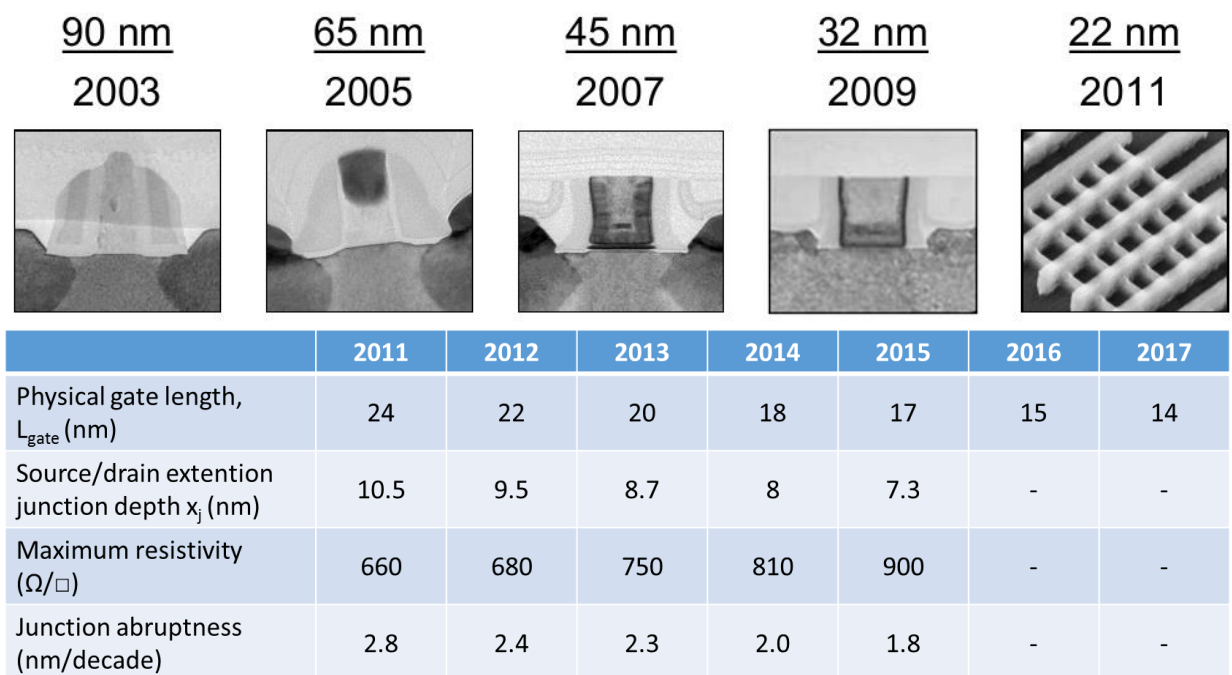 90 nm 65 nm 45 nm 32 nm 22 nm
2003 2005 2007 2009 2011
2011 2012 2013 2014 2015 2016 2017
Physical gate length,
Lgate (nm) 24 22 20 18 17 15 14
Source/drain extention
junction depth xj (nm) 10.5 9.5 8.7 8 7.3 - -
Maximum resistivity
(Ω/□) 660 680 750 810 900 - -
Junction abruptness
(nm/decade) 2.8 2.4 2.3 2.0 1.8 - -